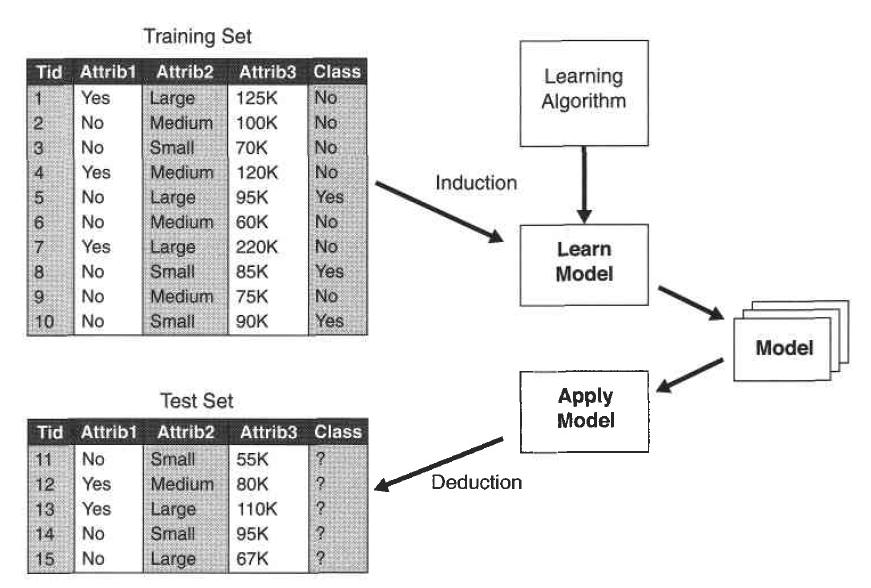 Training Set
Tid Attrib1 Attrib2 Attrib3 Class
1 Yes Large 125K No
2 No Medium 100K No
3 No Small 70K No
4 Yes Medium 120K No
5 No Large 95K Yes
6 No Medium 60K No
7 Yes Large 220K No
8 No Small 85K Yes
9 No Medium 75K No
10 No Small 90K Yes
Learning
Algorithm
Induction
Learn
Model
Model
Apply
Model
Deduction
Test Set
Tid Attrib1 Attrib2 Attrib3 Class
11 No Small 55K ?
12 Yes Medium 80K ?
13 Yes Large 110K ?
14 No Small 95K ?
15 No Large 67K ?